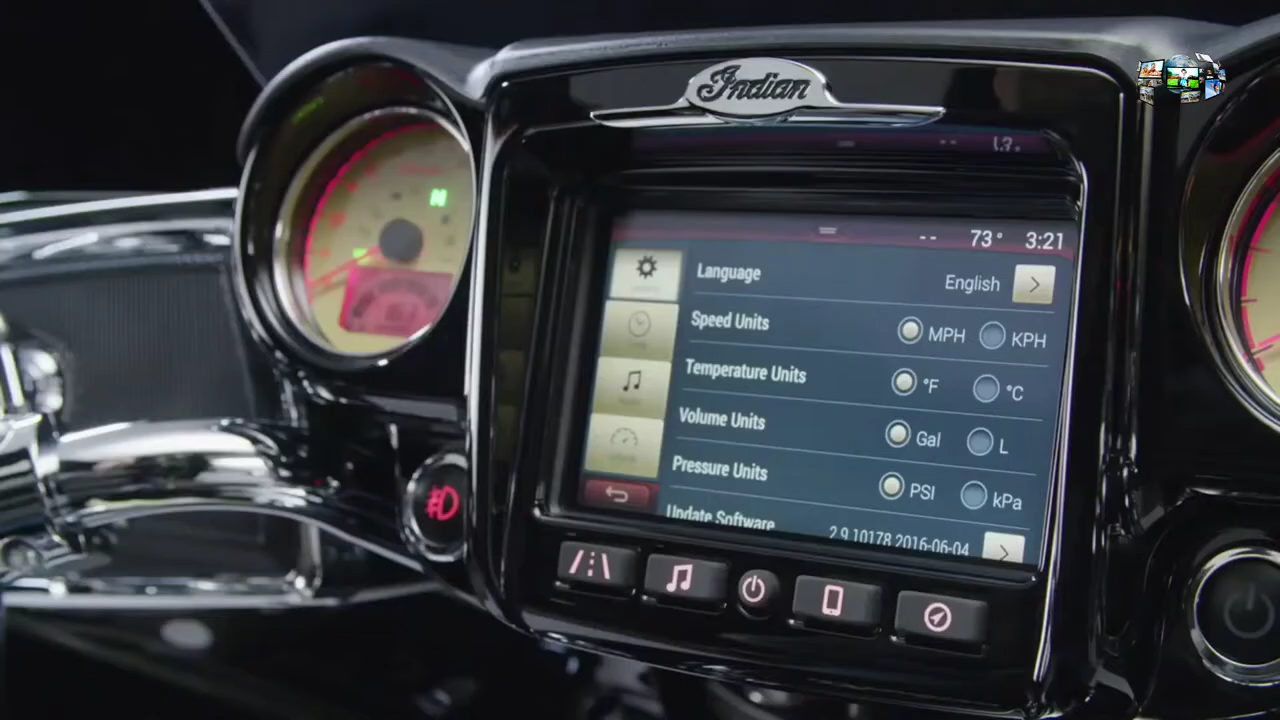 Indian
N
-- 73° 3:21
Language English
Speed Units MPH KPH
Temperature Units °F °C
Volume Units Gal L
Pressure Units PSI kPa
Update Software 2.9.10178 2016-06-04